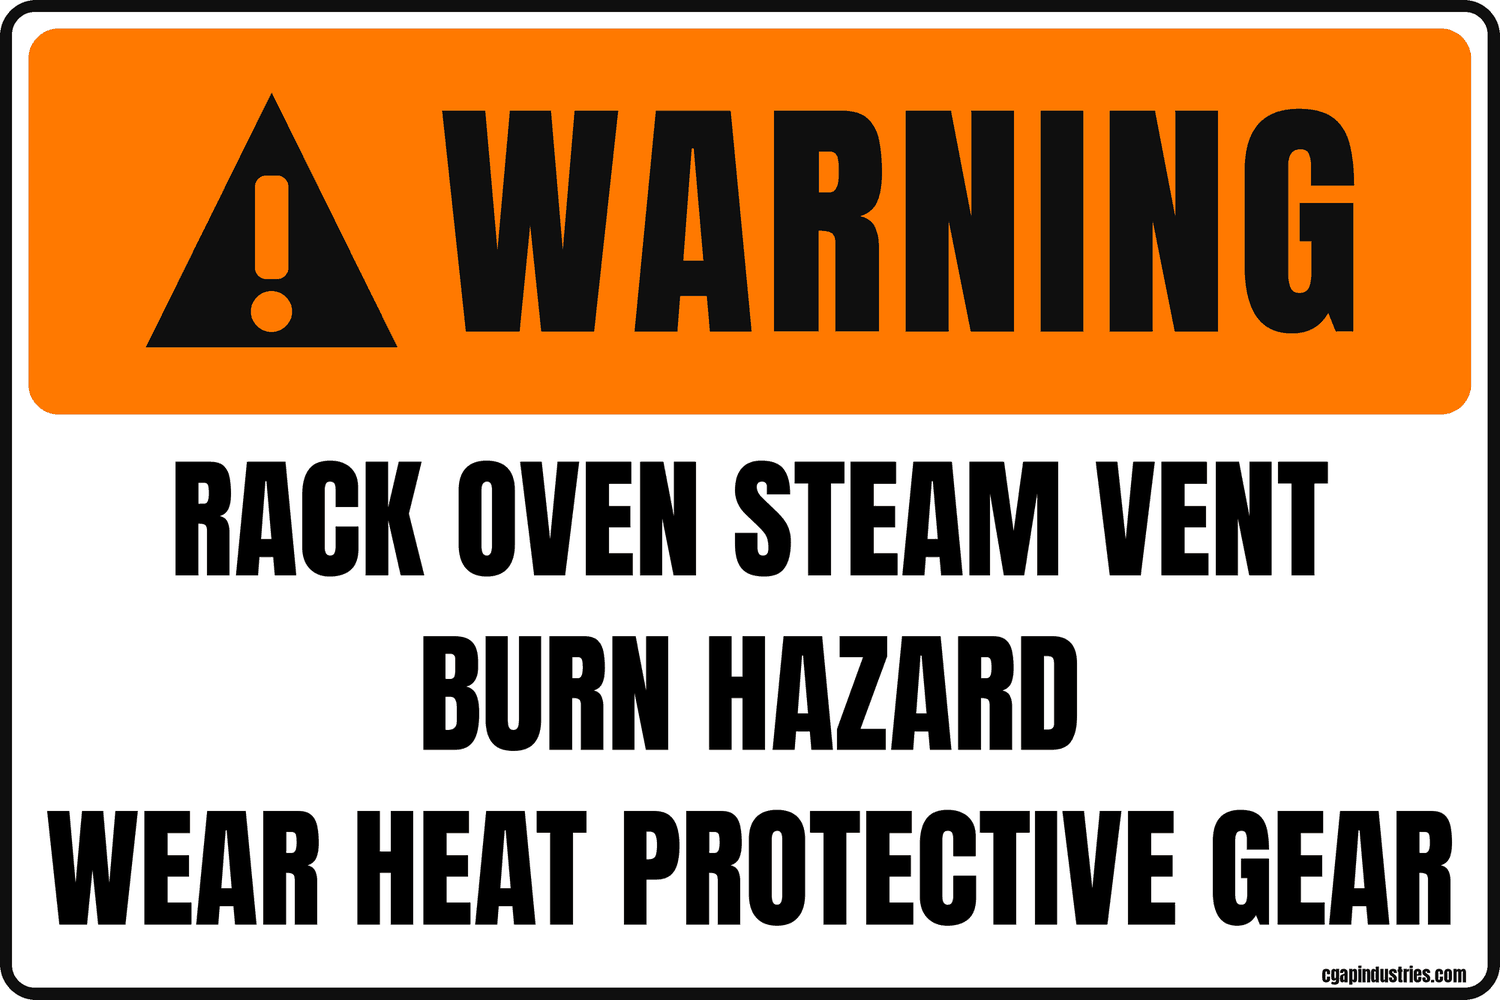 WARNING
RACK OVEN STEAM VENT
BURN HAZARD
WEAR HEAT PROTECTIVE GEAR
cgapindustries.com